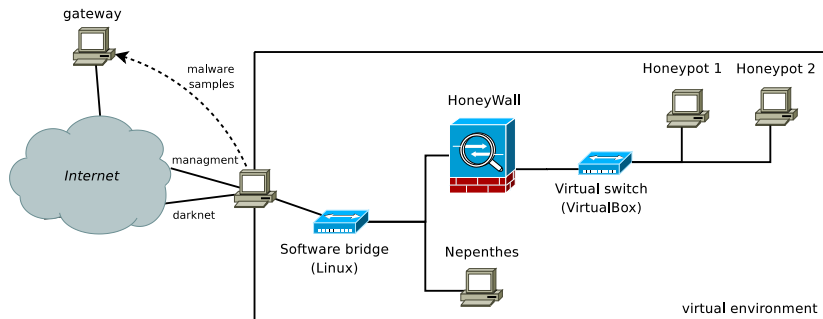 gateway
malware
samples
Internet
managment
darknet
Software bridge
(Linux)
HoneyWall
Nepenthes
Virtual switch
(VirtualBox)
Honeypot 1
Honeypot 2
virtual environment